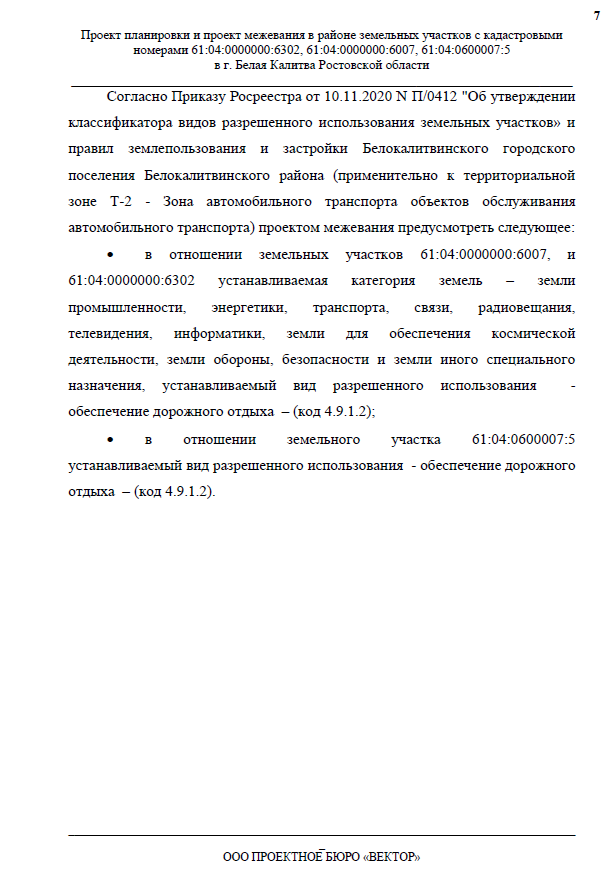 7
Проект планировки и проект межевания в районе земельных участков с кадастровыми
номерами 61:04:0000000:6302, 61:04:0000000:6007, 61:04:0600007:5
в г. Белая Калитва Ростовской области
Согласно Приказу Росреестра от 10.11.2020 N П/0412 "Об утверждении
классификатора видов разрешенного использования земельных участков» и
правил землепользования и застройки Белокалитвинского городского
поселения Белокалитвинского района (применительно к территориальной
зоне Т-2 - Зона автомобильного транспорта объектов обслуживания
автомобильного транспорта) проектом межевания предусмотреть следующее:
• в отношении земельных участков 61:04:0000000:6007, и
61:04:0000000:6302 устанавливаемая категория земель – земли
промышленности, энергетики, транспорта, связи, радиовещания,
телевидения, информатики, земли для обеспечения космической
деятельности, земли обороны, безопасности и земли иного специального
назначения, устанавливаемый вид разрешенного использования -
обеспечение дорожного отдыха – (код 4.9.1.2);
• в отношении земельного участка 61:04:0600007:5
устанавливаемый вид разрешенного использования - обеспечение дорожного
отдыха – (код 4.9.1.2).
ООО ПРОЕКТНОЕ БЮРО «ВЕКТОР»